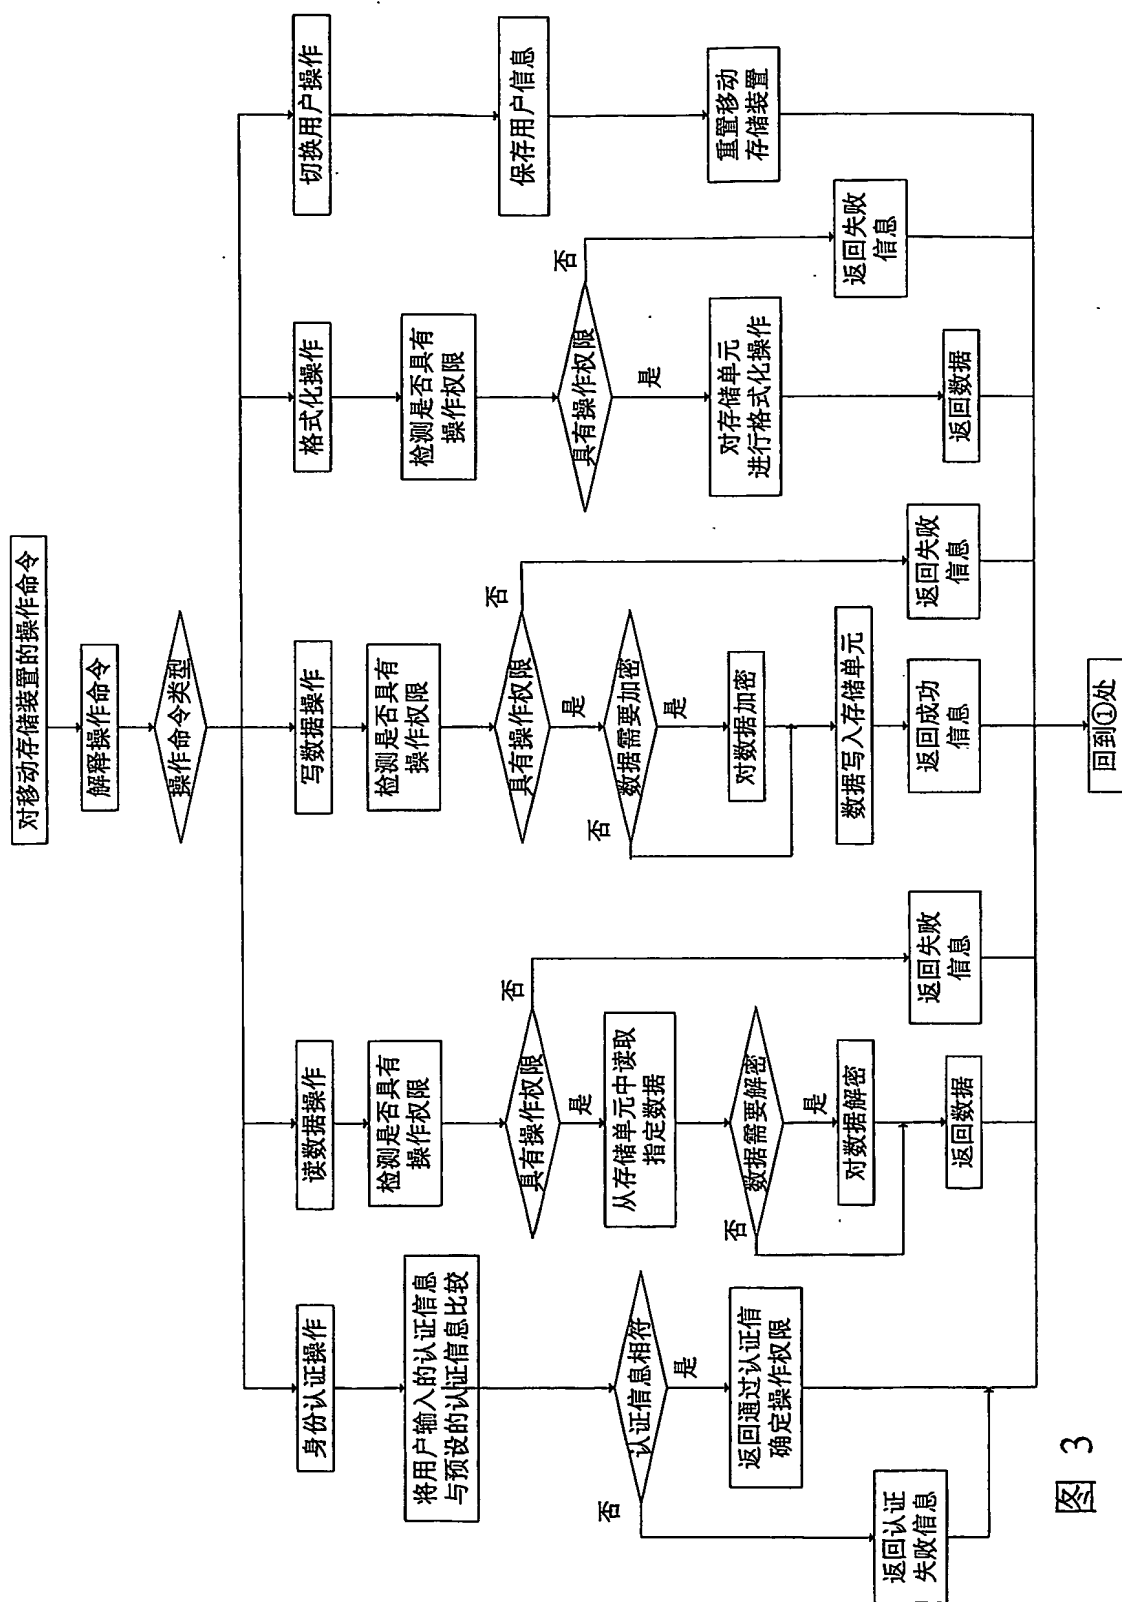 对移动存储装置的操作命令
解释操作命令
操作命令类型
身份认证操作
将用户输入的认证信息
与预设的认证信息比较
认证信息相符
否
是
返回通过认证信
确定操作权限
返回认证
失败信息
读数据操作
检测是否具有
操作权限
具有操作权限
否
是
从存储单元中读取
指定数据
数据需要解密
否
是
对数据解密
返回失败
信息
返回数据
写数据操作
检测是否具有
操作权限
具有操作权限
否
是
数据需要加密
否
是
对数据加密
数据写入存储单元
返回成功
信息
返回失败
信息
格式化操作
检测是否具有
操作权限
具有操作权限
否
是
对存储单元
进行格式化操作
返回失败
信息
返回数据
切换用户操作
保存用户信息
重置移动
存储装置
回到①处
图 3